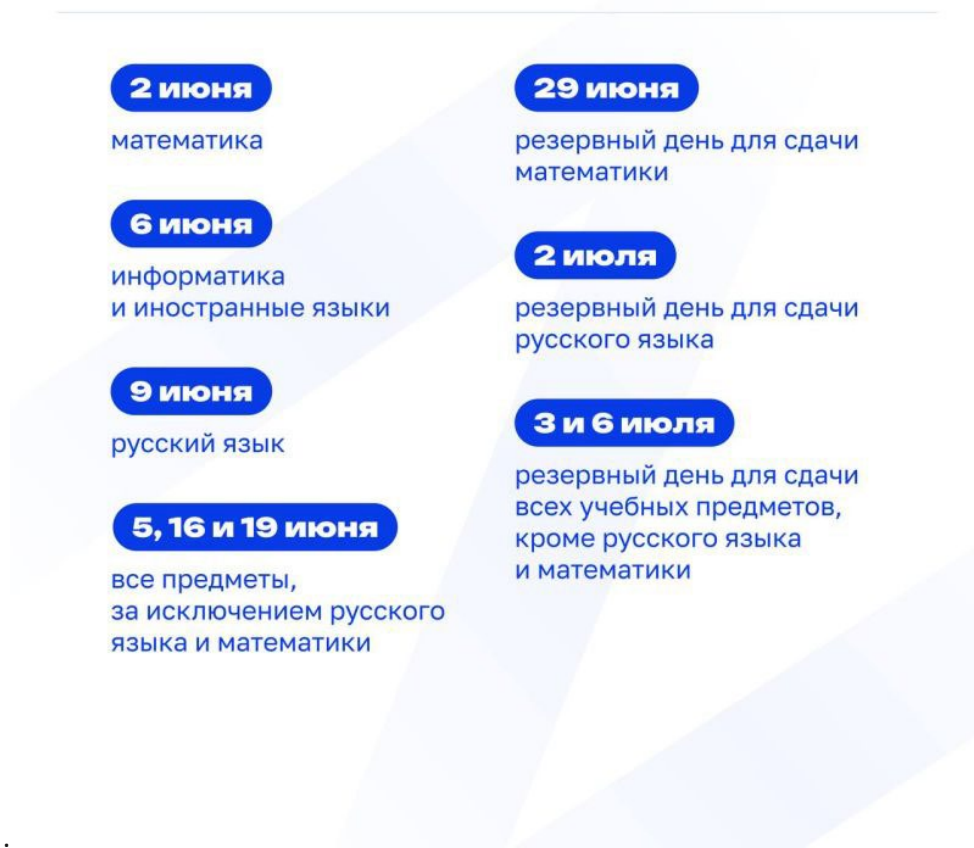 2 июня
математика
6 июня
информатика
и иностранные языки
9 июня
русский язык
5, 16 и 19 июня
все предметы,
за исключением русского
языка и математики
29 июня
резервный день для сдачи
математики
2 июля
резервный день для сдачи
русского языка
3 и 6 июля
резервный день для сдачи
всех учебных предметов,
кроме русского языка
и математики
.